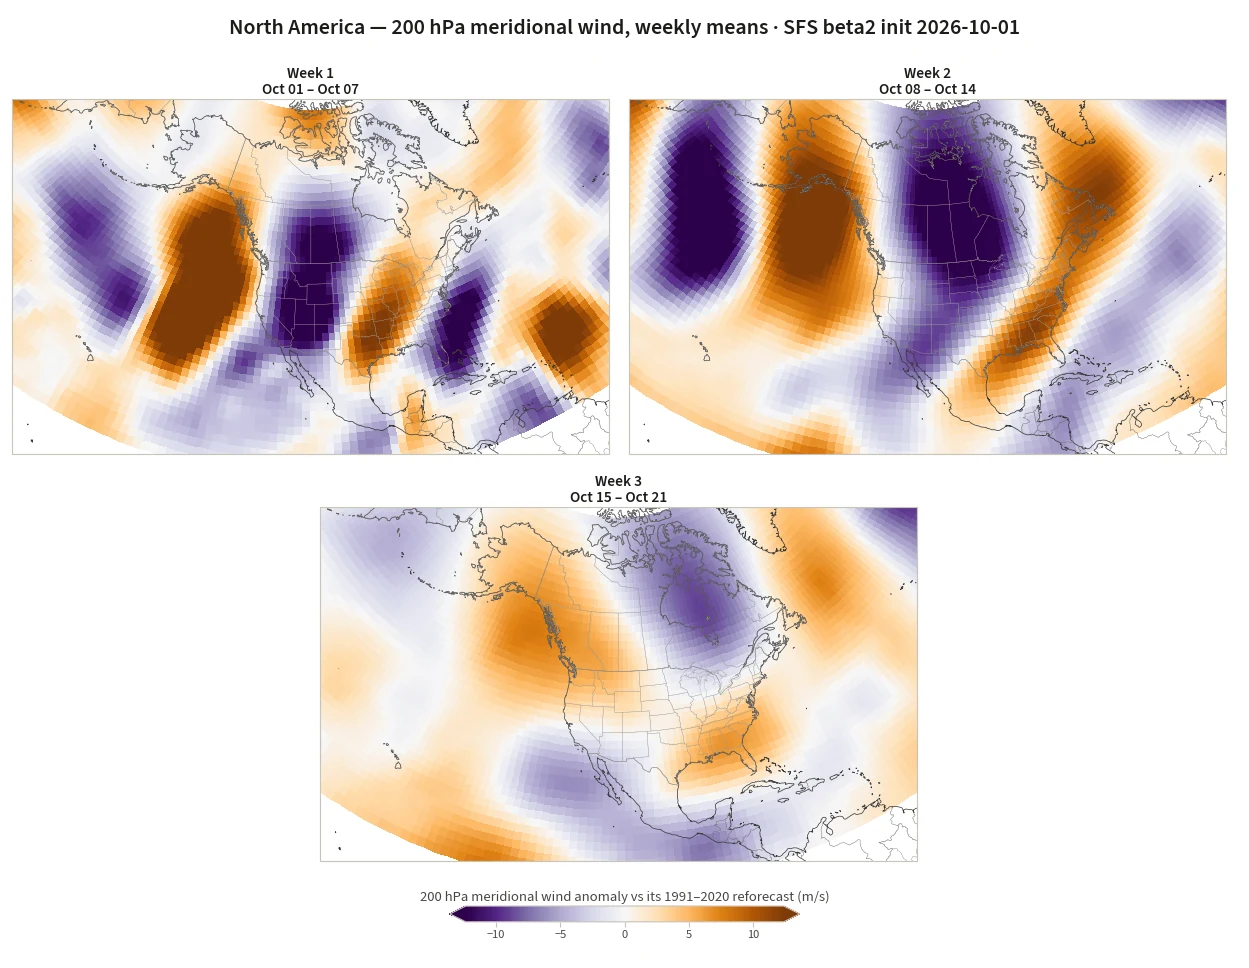 North America — 200 hPa meridional wind, weekly means · SFS beta2 init 2026-10-01
Week 1
Oct 01 – Oct 07
Week 2
Oct 08 – Oct 14
Week 3
Oct 15 – Oct 21
200 hPa meridional wind anomaly vs its 1991–2020 reforecast (m/s)
−10 −5 0 5 10